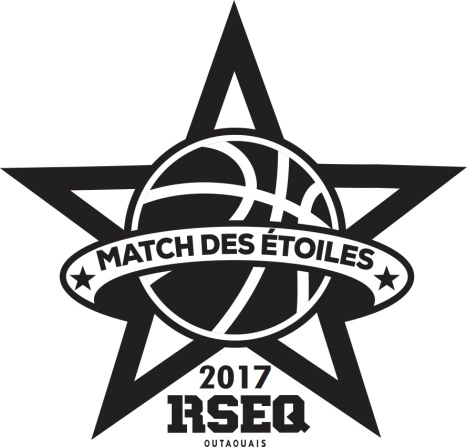 MATCH DES ÉTOILES
2017
RSEQ
OUTAOUAIS